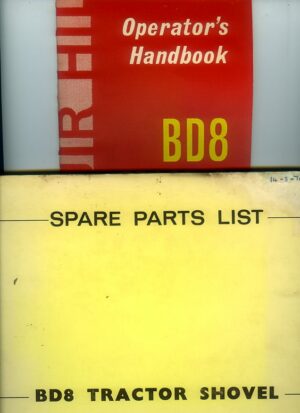 Operator's
Handbook
BD8
SPARE PARTS LIST
BD8 TRACTOR SHOVEL